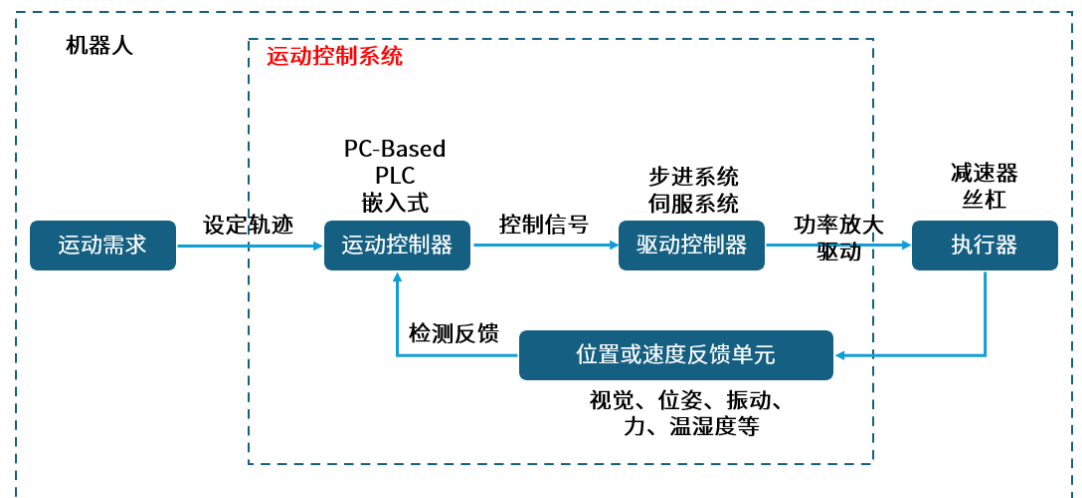 机器人
运动控制系统
PC-Based
PLC
嵌入式
步进系统
伺服系统
减速器
丝杠
运动需求
设定轨迹
运动控制器
控制信号
驱动控制器
功率放大
驱动
执行器
检测反馈
位置或速度反馈单元
视觉、位姿、振动、
力、温湿度等